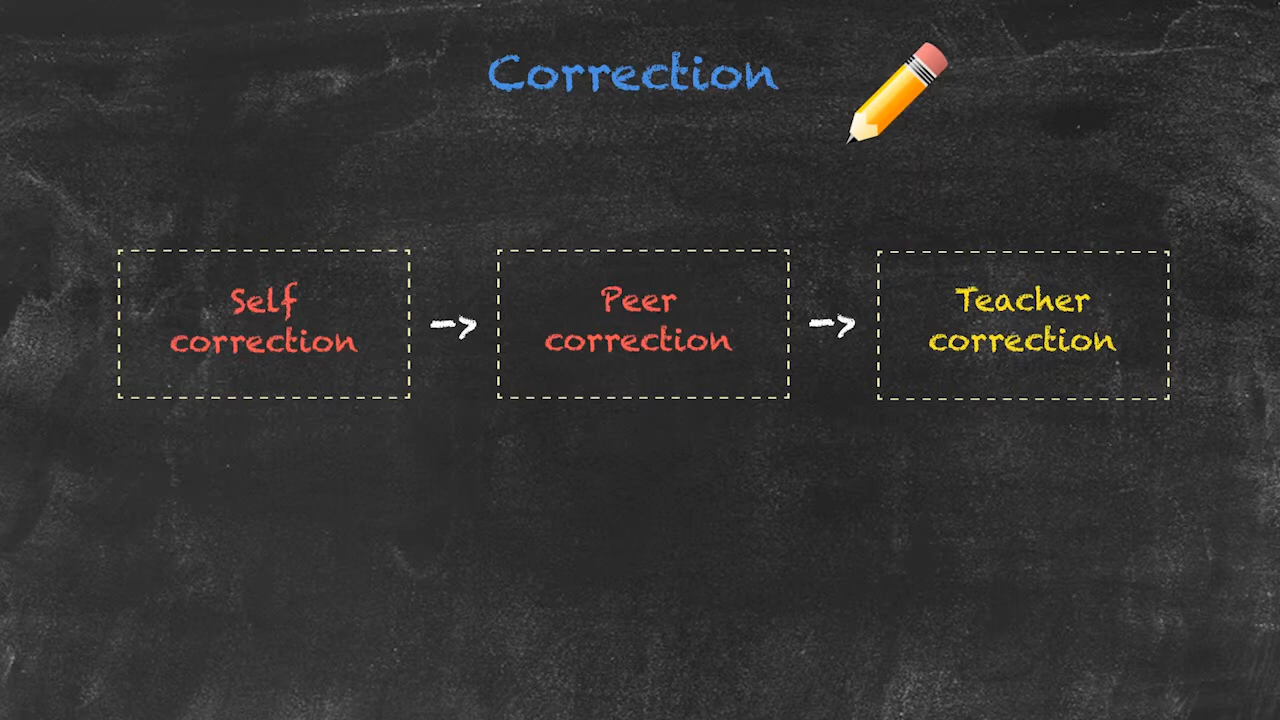 Correction
Self
correction
Peer
correction
Teacher
correction